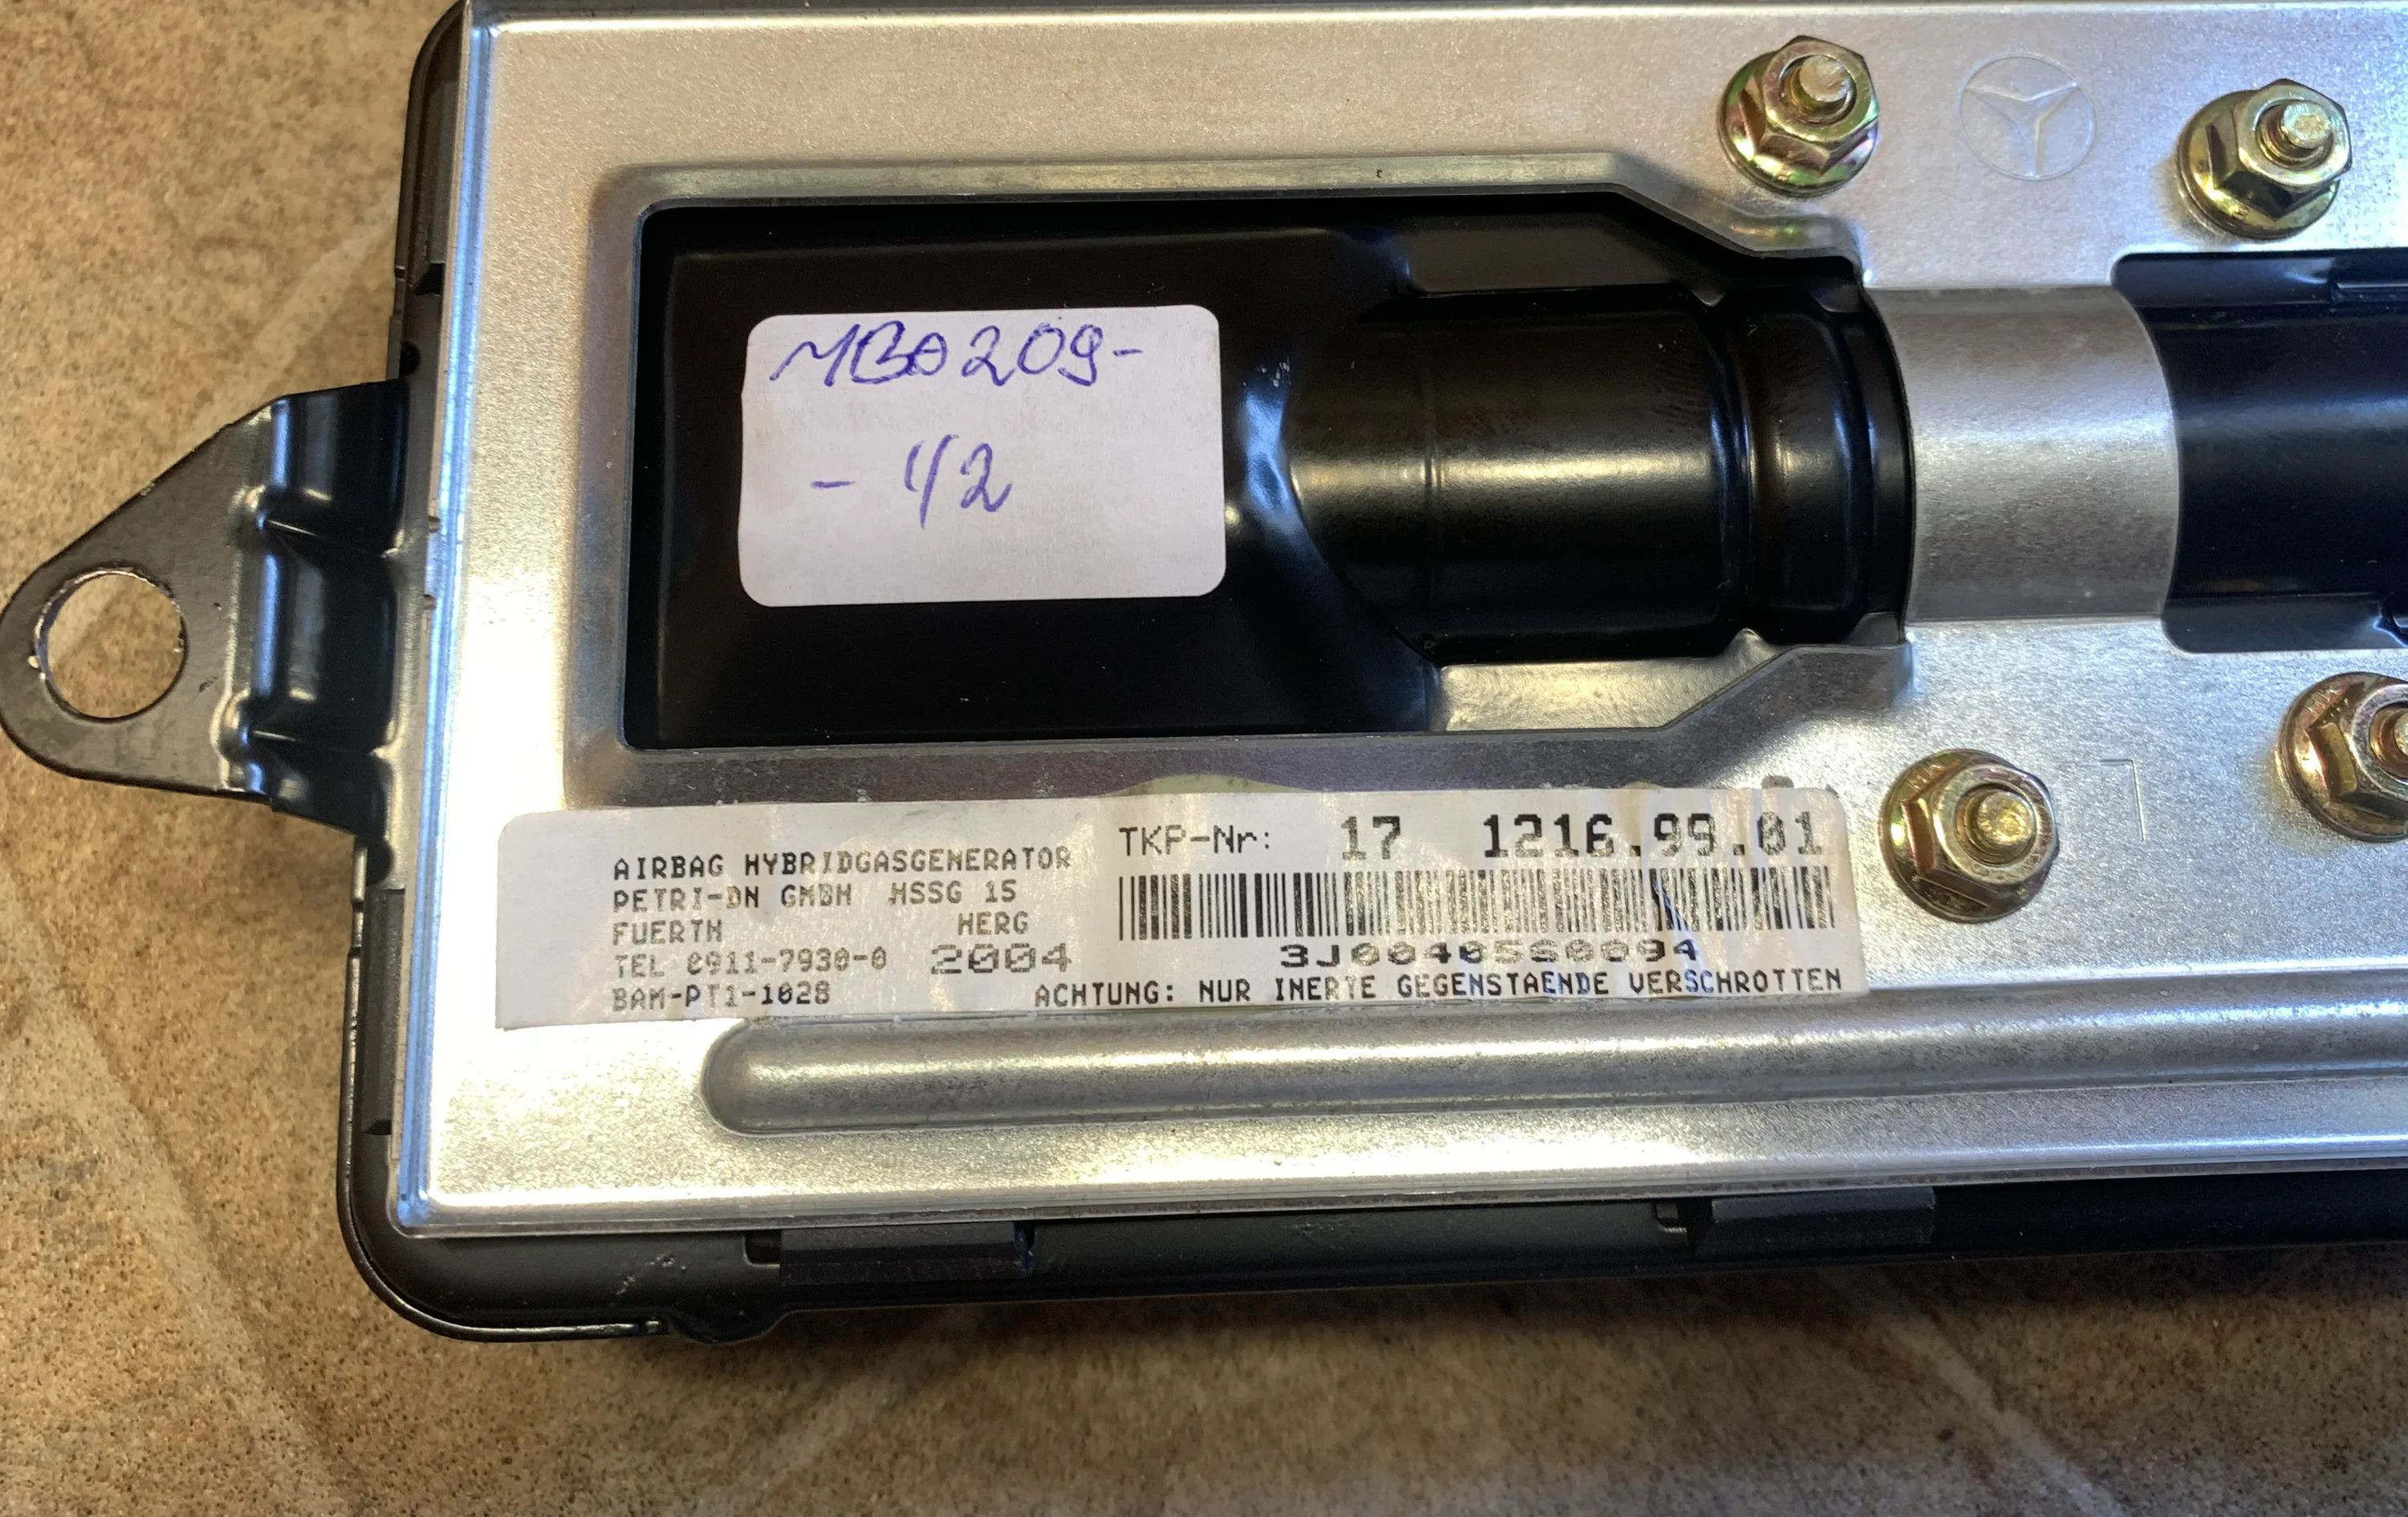 MB0209-
- 42
TKP-Nr: 17 1216.99.01
AIRBAG HYBRIDGASGENERATOR
PETRI-DN GMBH HSSG 15
FUERTH HERG
3J00405S0094
TEL 0911-7930-0 2004
BAM-PT1-1028
ACHTUNG: NUR INERTE GEGENSTAENDE VERSCHROTTEN